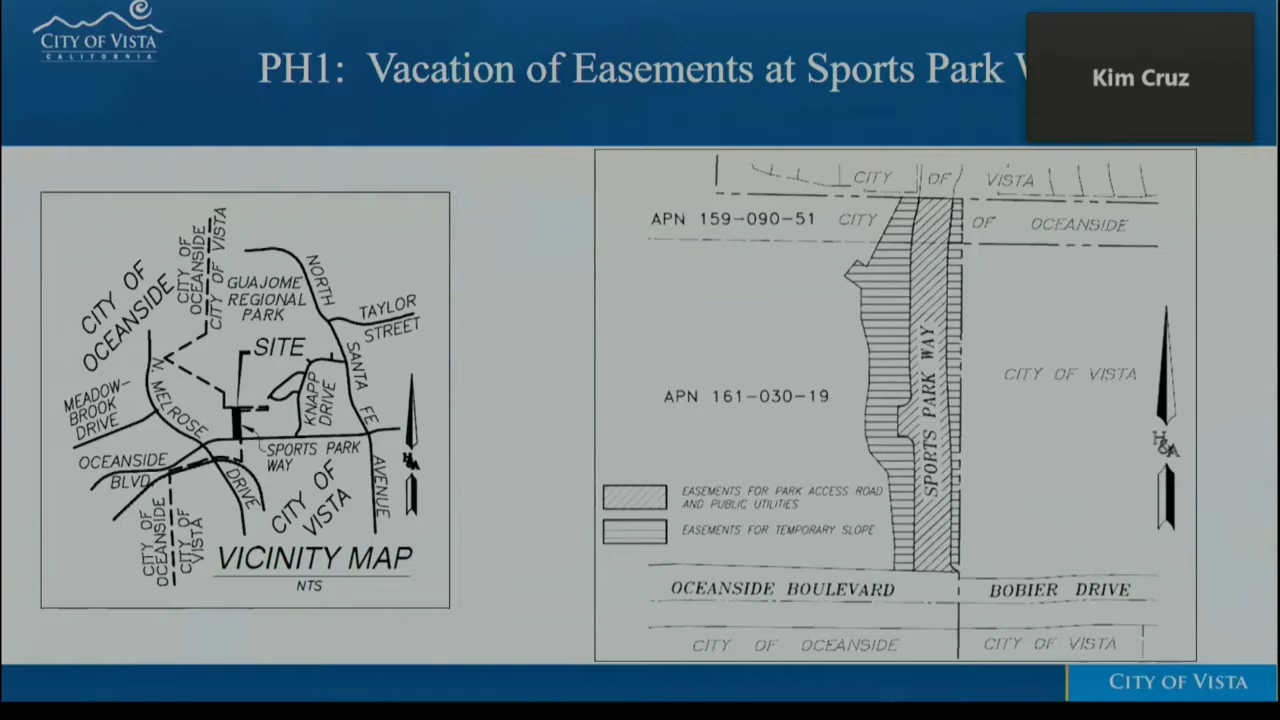 CITY OF VISTA
CALIFORNIA
PH1: Vacation of Easements at Sports Park
Kim Cruz
CITY OF OCEANSIDE
CITY OF VISTA
CITY OF
OCEANSIDE
GUAJOME
REGIONAL
PARK
NORTH
TAYLOR
STREET
SITE
SANTA
FE
AVENUE
KNAPP
DRIVE
N MELROSE
DRIVE
MEADOW-
BROOK
DRIVE
OCEANSIDE
BLVD.
SPORTS PARK
WAY
CITY OF
VISTA
CITY OF
OCEANSIDE
CITY OF
VISTA
H&A
VICINITY MAP
NTS
CITY OF VISTA
APN 159-090-51
CITY OF OCEANSIDE
APN 161-030-19
SPORTS PARK WAY
CITY OF VISTA
H&A
EASEMENTS FOR PARK ACCESS ROAD
AND PUBLIC UTILITIES
EASEMENTS FOR TEMPORARY SLOPE
OCEANSIDE BOULEVARD
BOBIER DRIVE
CITY OF OCEANSIDE
CITY OF VISTA
CITY OF VISTA